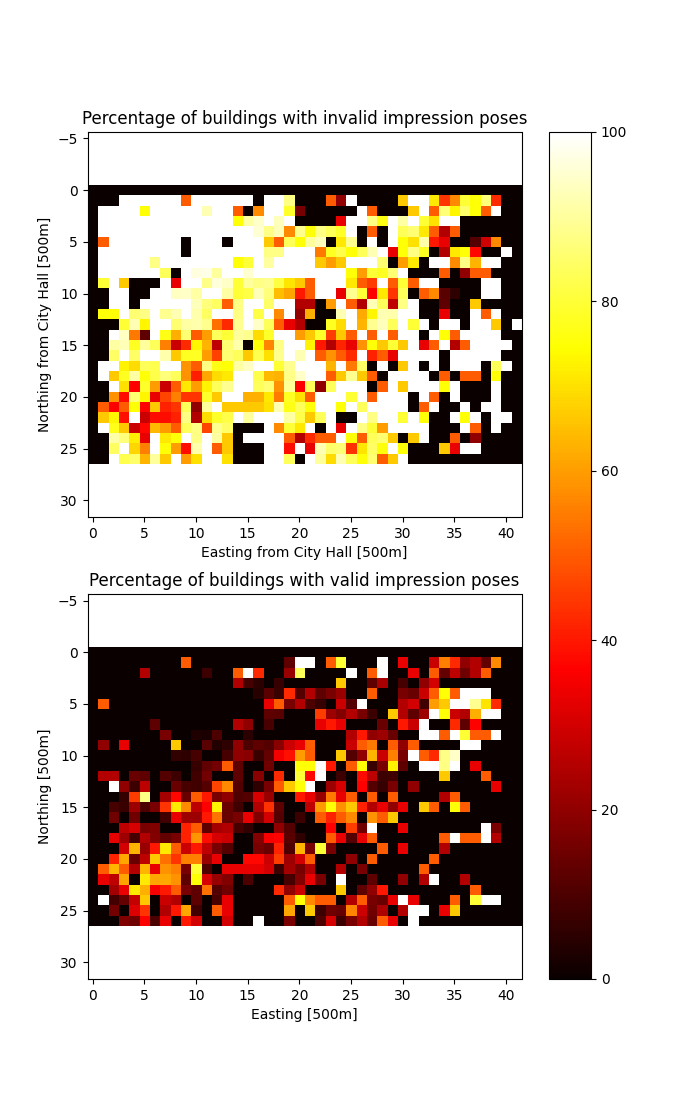 Percentage of buildings with invalid impression poses
−5
0
5
10
15
20
25
30
Northing from City Hall [500m]
0 5 10 15 20 25 30 35 40
Easting from City Hall [500m]
Percentage of buildings with valid impression poses
−5
0
5
10
15
20
25
30
Northing [500m]
0 5 10 15 20 25 30 35 40
Easting [500m]
100
80
60
40
20
0